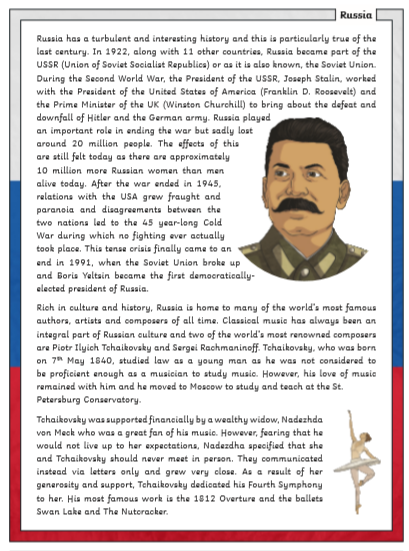 Russia
Russia has a turbulent and interesting history and this is particularly true of the
last century. In 1922, along with 11 other countries, Russia became part of the
USSR (Union of Soviet Socialist Republics) or as it is also known, the Soviet Union.
During the Second World War, the President of the USSR, Joseph Stalin, worked
with the President of the United States of America (Franklin D. Roosevelt) and
the Prime Minister of the UK (Winston Churchill) to bring about the defeat and
downfall of Hitler and the German army. Russia played
an important role in ending the war but sadly lost
around 20 million people. The effects of this
are still felt today as there are approximately
10 million more Russian women than men
alive today. After the war ended in 1945,
relations with the USA grew fraught and
paranoia and disagreements between the
two nations led to the 45 year-long Cold
War during which no fighting ever actually
took place. This tense crisis finally came to an
end in 1991, when the Soviet Union broke up
and Boris Yeltsin became the first democratically-
elected president of Russia.
Rich in culture and history, Russia is home to many of the world's most famous
authors, artists and composers of all time. Classical music has always been an
integral part of Russian culture and two of the world's most renowned composers
are Piotr Ilyich Tchaikovsky and Sergei Rachmaninoff. Tchaikovsky, who was born
on 7th May 1840, studied law as a young man as he was not considered to
be proficient enough as a musician to study music. However, his love of music
remained with him and he moved to Moscow to study and teach at the St.
Petersburg Conservatory.
Tchaikovsky was supported financially by a wealthy widow, Nadezhda
von Meck who was a great fan of his music. However, fearing that he
would not live up to her expectations, Nadezdha specified that she
and Tchaikovsky should never meet in person. They communicated
instead via letters only and grew very close. As a result of her
generosity and support, Tchaikovsky dedicated his Fourth Symphony
to her. His most famous work is the 1812 Overture and the ballets
Swan Lake and The Nutcracker.